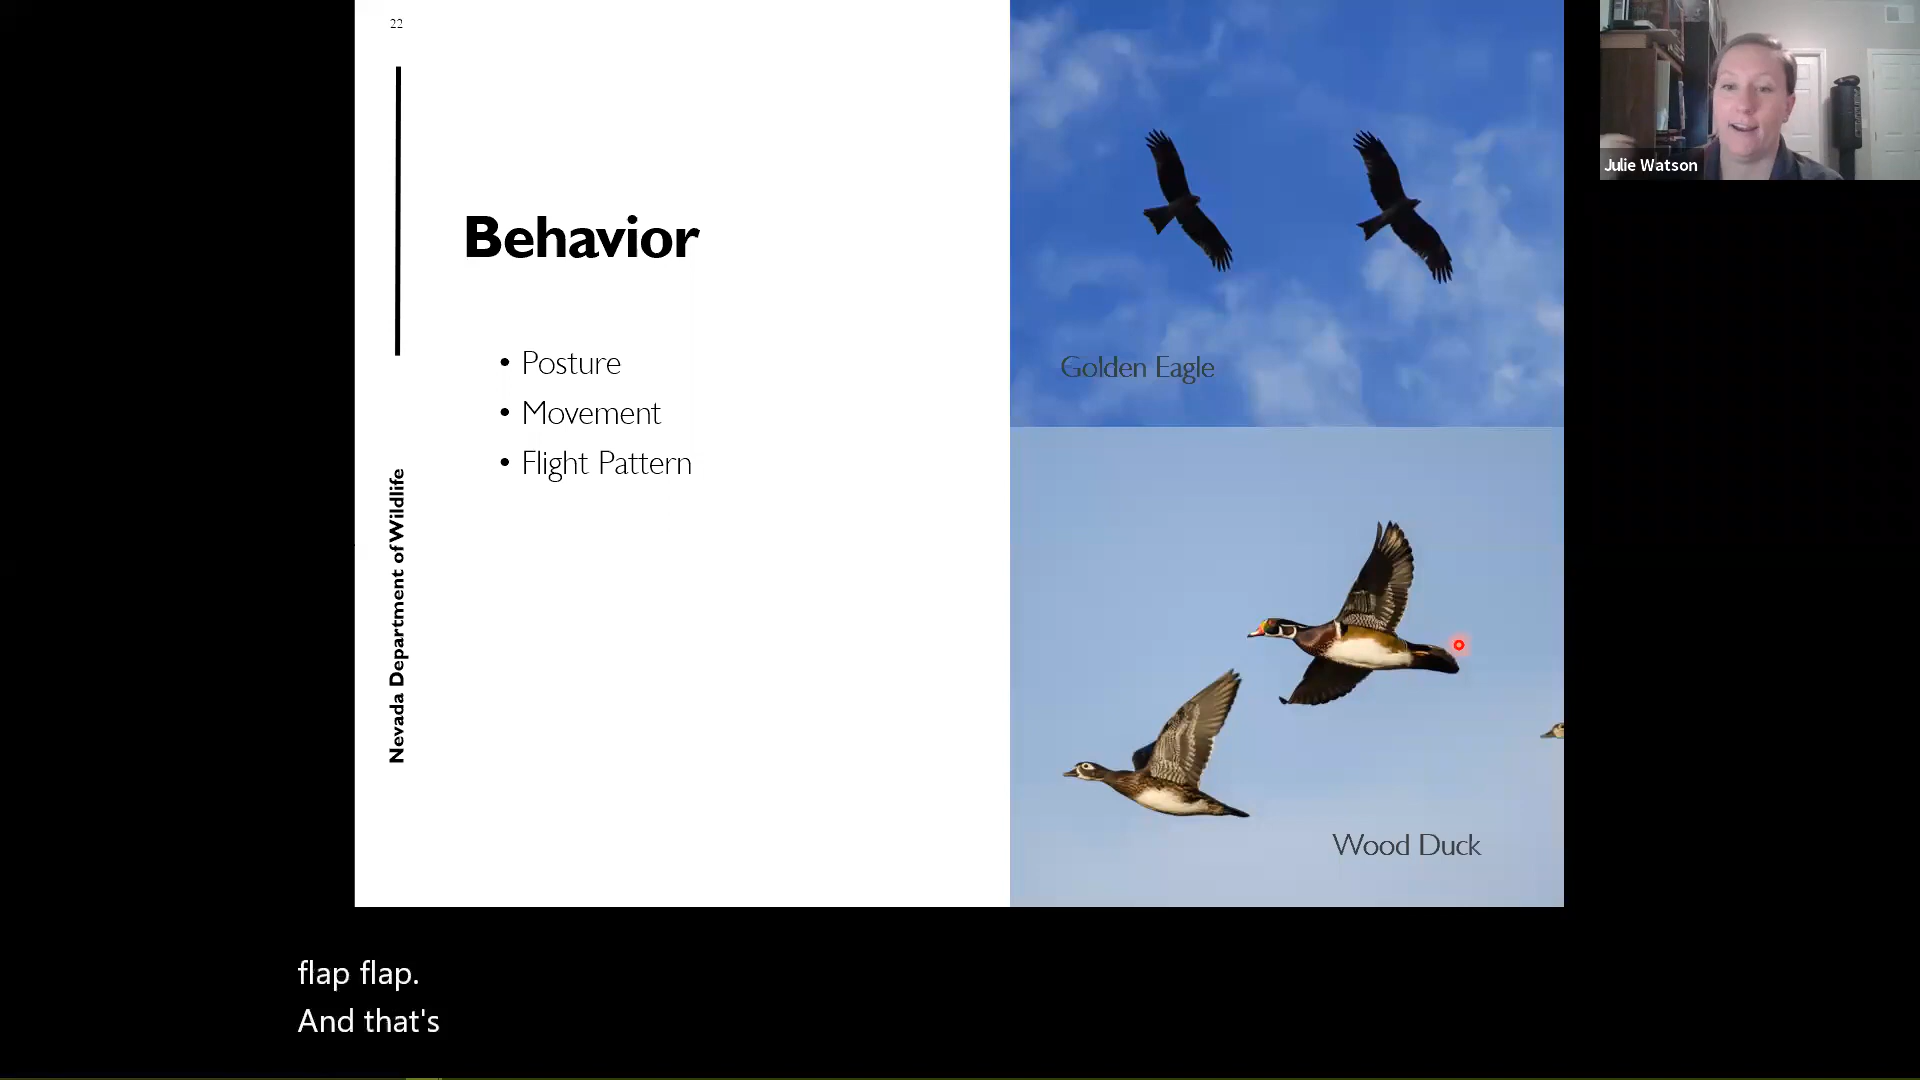 22
Behavior
• Posture
• Movement
• Flight Pattern
Nevada Department of Wildlife
Golden Eagle
Wood Duck
Julie Watson
flap flap.
And that's